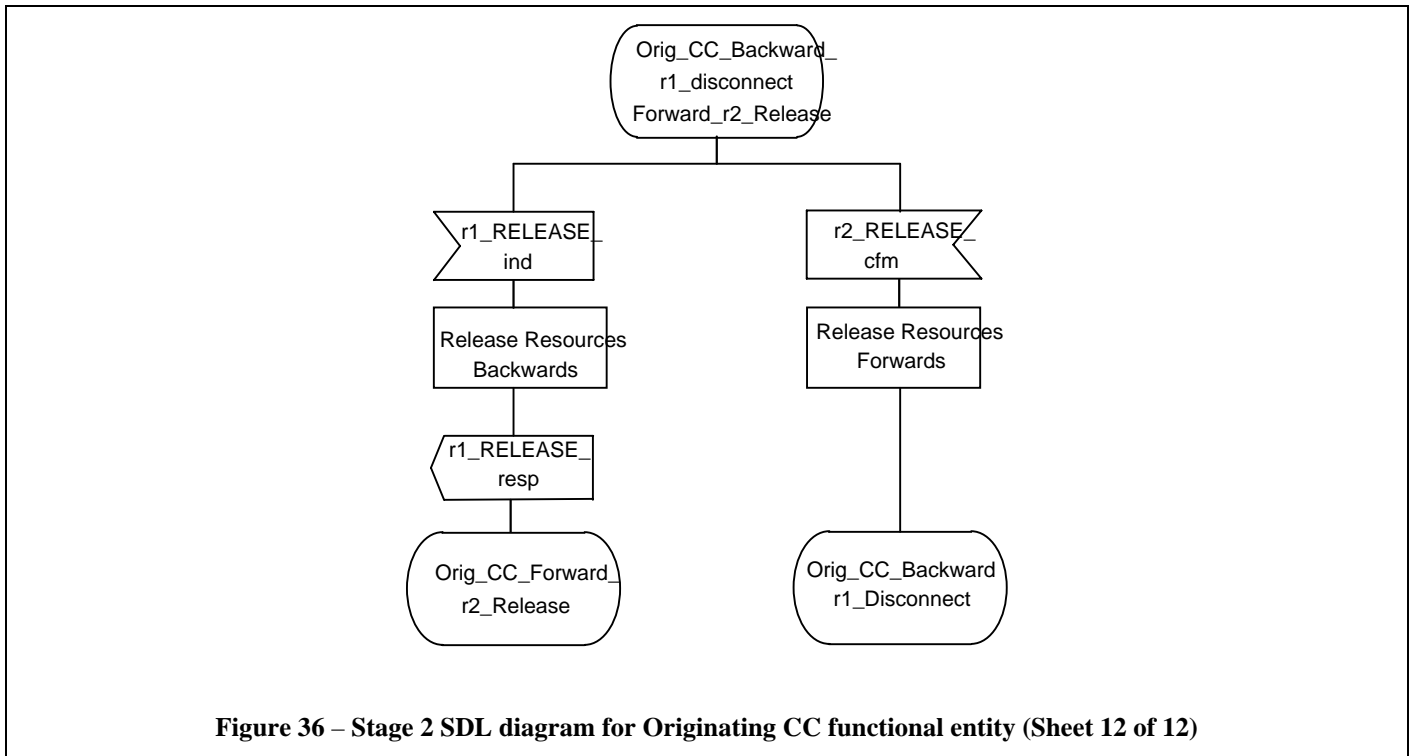 Orig_CC_Backward_
r1_disconnect
Forward_r2_Release
r1_RELEASE_
ind
r2_RELEASE_
cfm
Release Resources
Backwards
Release Resources
Forwards
r1_RELEASE_
resp
Orig_CC_Forward_
r2_Release
Orig_CC_Backward
r1_Disconnect
Figure 36 – Stage 2 SDL diagram for Originating CC functional entity (Sheet 12 of 12)